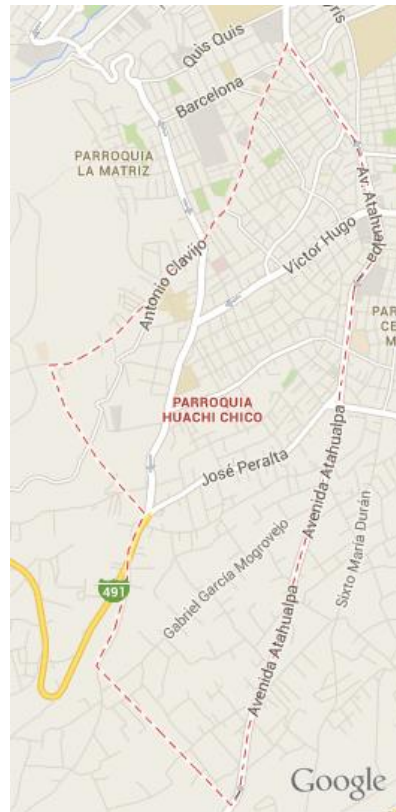 Quis Quis
Barcelona
PARROQUIA
LA MATRIZ
Av. Atahualpa
Antonio Clavijo
Víctor Hugo
PARROQUIA
HUACHI CHICO
José Peralta
Avenida Atahualpa
Sixto María Durán
Gabriel García Mogrovejo
491
Avenida Atahualpa
Google